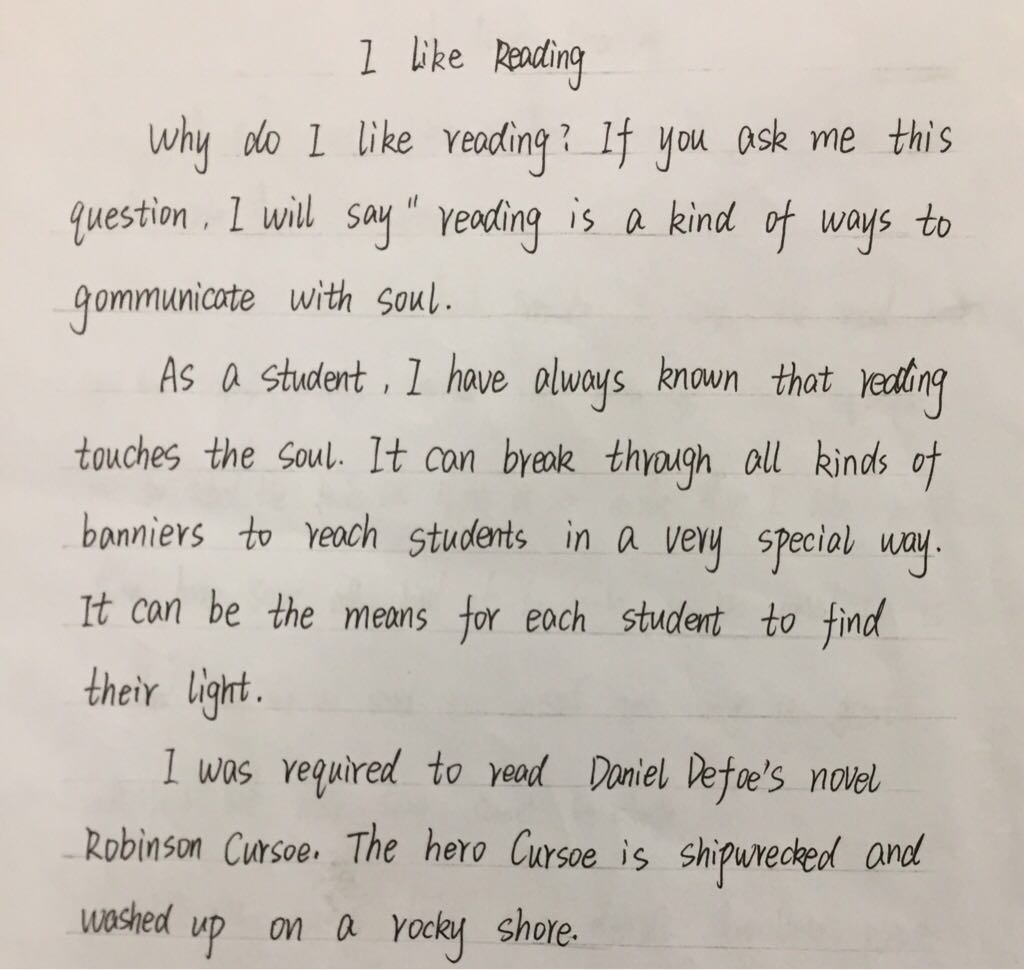 I like Reading
Why do I like reading? If you ask me this
question, I will say" reading is a kind of ways to
gommunicate with soul.
As a student, I have always known that reading
touches the soul. It can break through all kinds of
banniers to reach students in a very special way.
It can be the means for each student to find
their light.
I was required to read Daniel Defoe's novel
Robinson Cursoe. The hero Cursoe is shipwrecked and
washed up on a rocky shore.